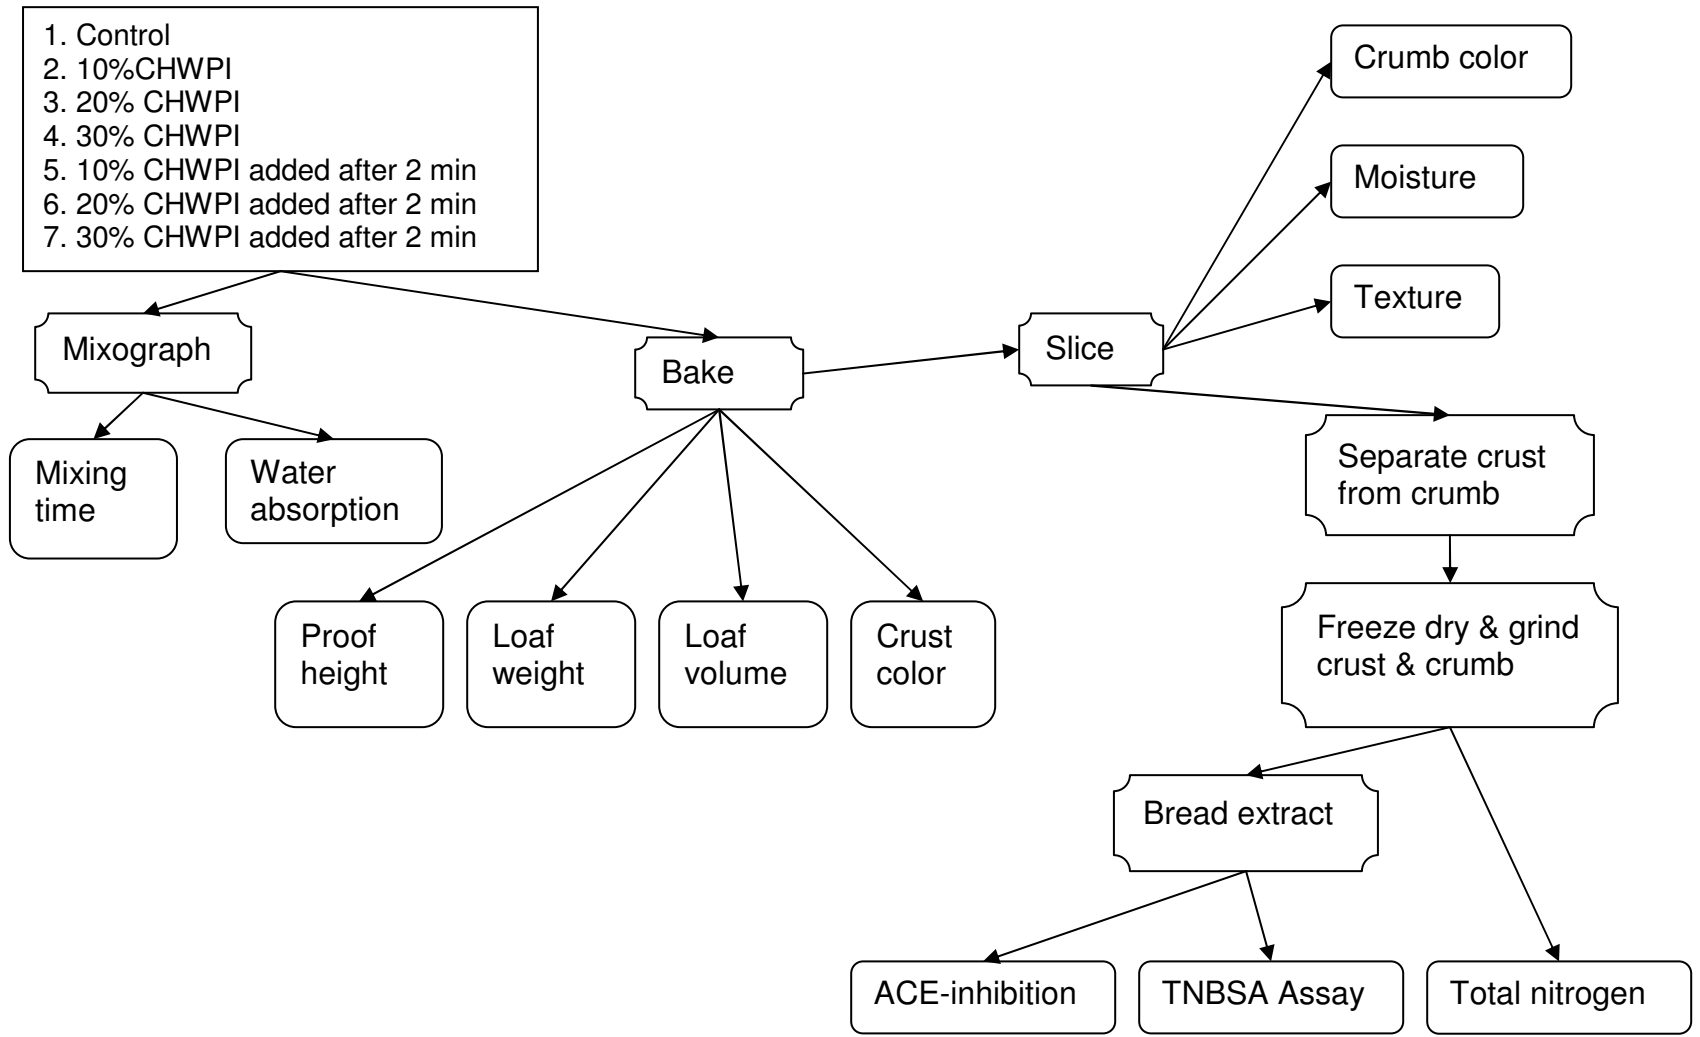 1. Control
2. 10%CHWPI
3. 20% CHWPI
4. 30% CHWPI
5. 10% CHWPI added after 2 min
6. 20% CHWPI added after 2 min
7. 30% CHWPI added after 2 min
Mixograph
Mixing
time
Water
absorption
Bake
Proof
height
Loaf
weight
Loaf
volume
Crust
color
Slice
Crumb color
Moisture
Texture
Separate crust
from crumb
Freeze dry & grind
crust & crumb
Bread extract
ACE-inhibition
TNBSA Assay
Total nitrogen